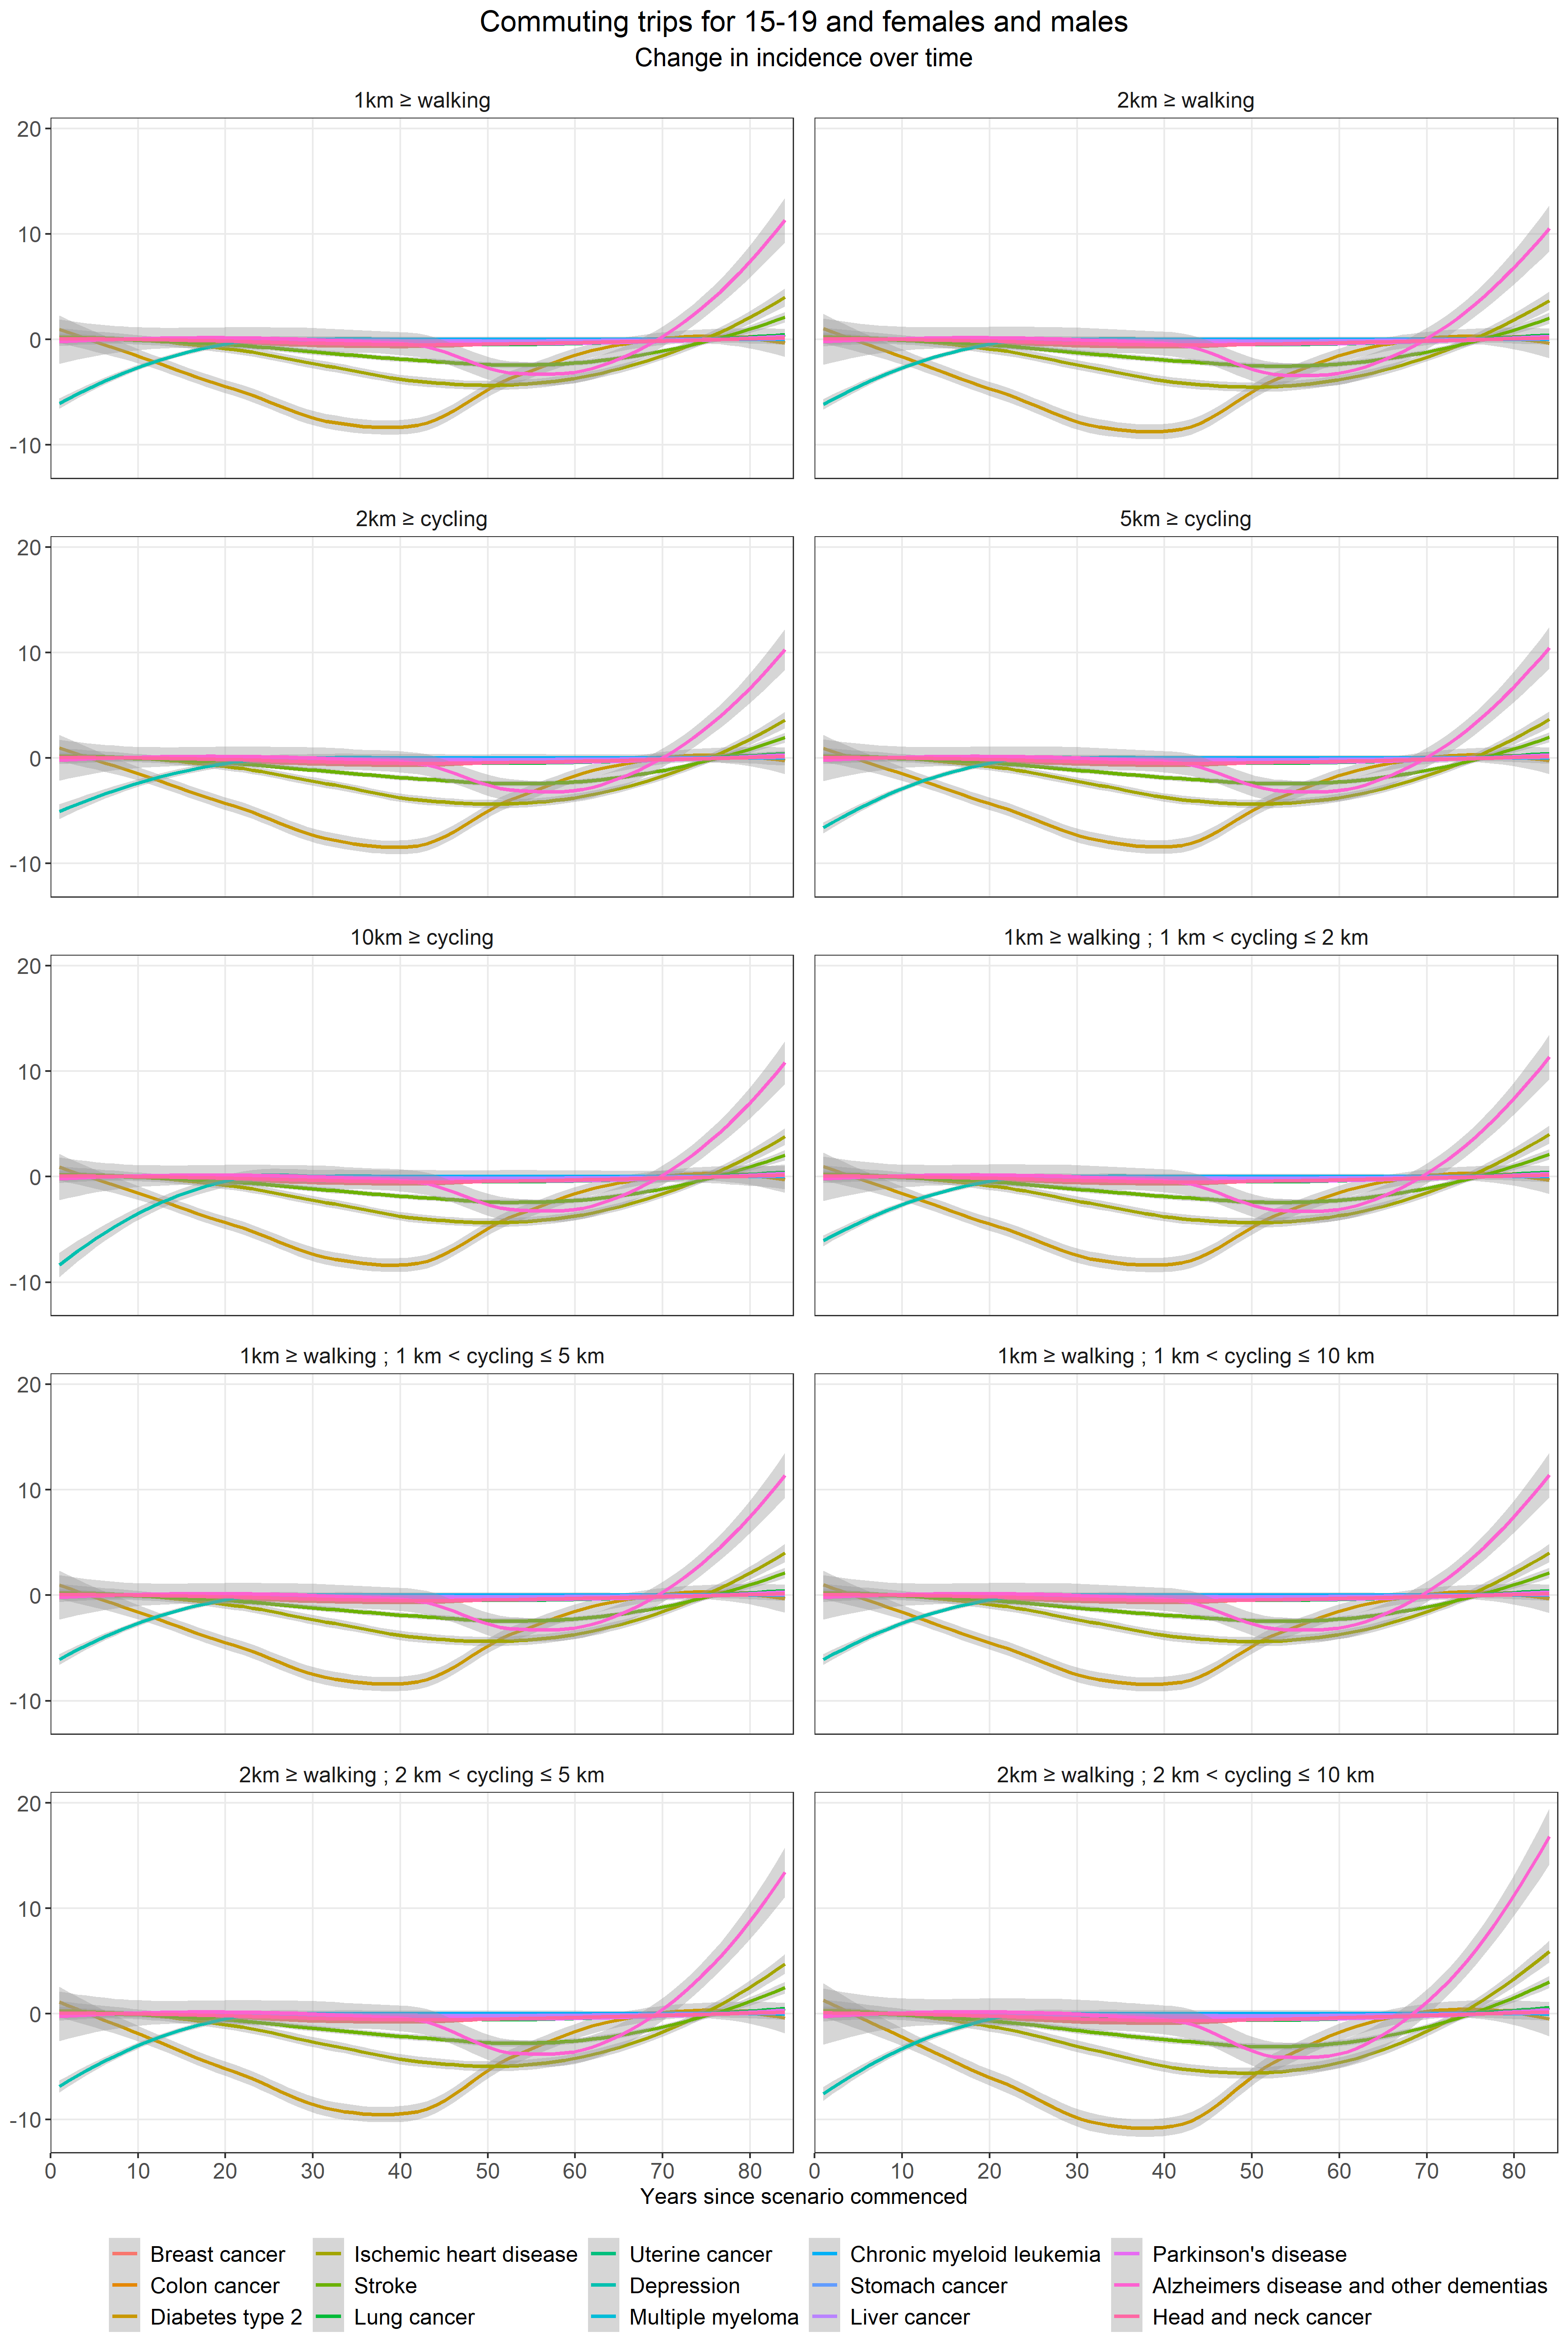 Commuting trips for 15-19 and females and males
Change in incidence over time
1km ≥ walking
2km ≥ walking
20
10
0
-10
2km ≥ cycling
5km ≥ cycling
20
10
0
-10
10km ≥ cycling
1km ≥ walking ; 1 km < cycling ≤ 2 km
20
10
0
-10
1km ≥ walking ; 1 km < cycling ≤ 5 km
1km ≥ walking ; 1 km < cycling ≤ 10 km
20
10
0
-10
2km ≥ walking ; 2 km < cycling ≤ 5 km
2km ≥ walking ; 2 km < cycling ≤ 10 km
20
10
0
-10
0 10 20 30 40 50 60 70 80
0 10 20 30 40 50 60 70 80
Years since scenario commenced
Breast cancer
Colon cancer
Diabetes type 2
Ischemic heart disease
Stroke
Lung cancer
Uterine cancer
Depression
Multiple myeloma
Chronic myeloid leukemia
Stomach cancer
Liver cancer
Parkinson's disease
Alzheimers disease and other dementias
Head and neck cancer